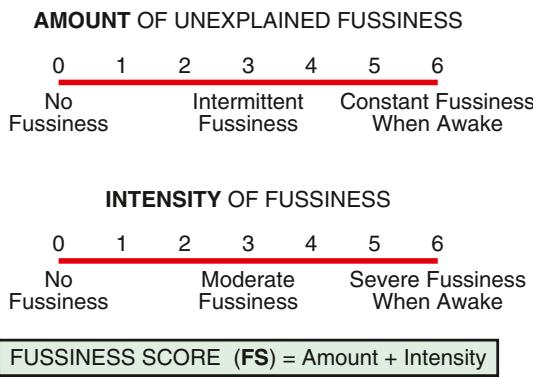 AMOUNT OF UNEXPLAINED FUSSINESS
0 1 2 3 4 5 6
No Intermittent Constant Fussiness
Fussiness Fussiness When Awake
INTENSITY OF FUSSINESS
0 1 2 3 4 5 6
No Moderate Severe Fussiness
Fussiness Fussiness When Awake
FUSSINESS SCORE (FS) = Amount + Intensity